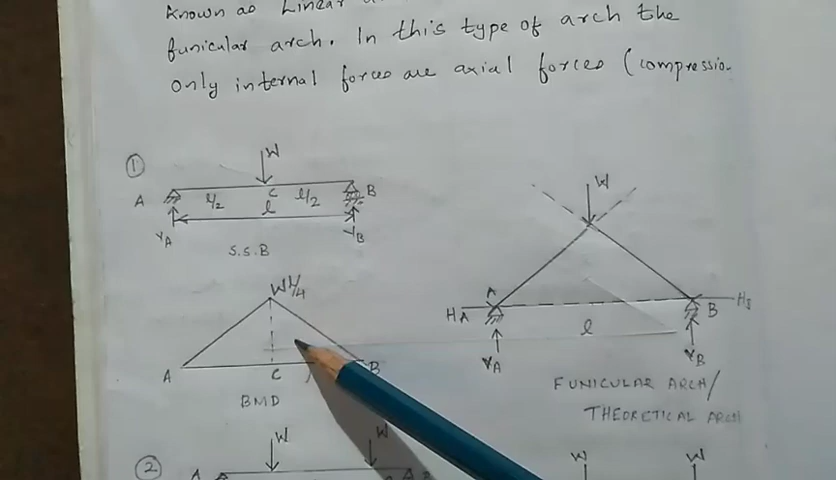 known as Linear
funicular arch. In this type of arch the
only internal forces are axial forces (compressio
①
W
A
C
B
l/2
l/2
l
VA
VB
S.S.B
Wl/4
A
C
B
BMD
W
A
B
HA
HB
l
VA
VB
FUNICULAR ARCH/
THEORETICAL ARCH
②
W
W
A
B
W
W